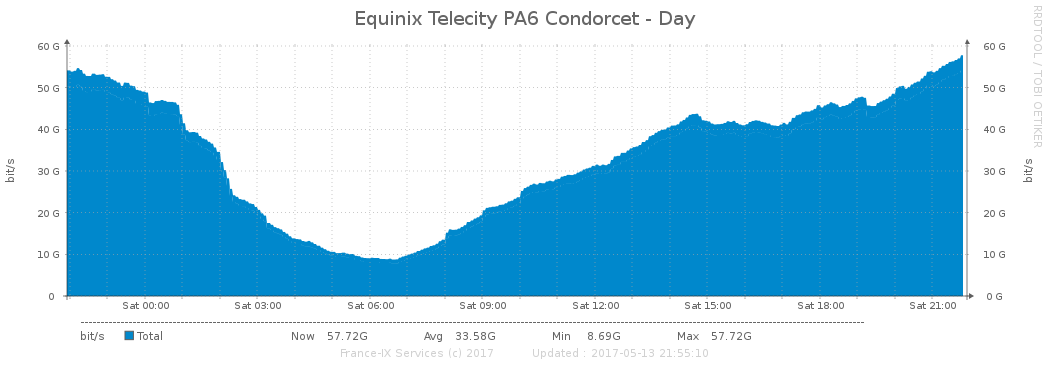 Equinix Telecity PA6 Condorcet - Day
RRDTOOL / TOBI OETIKER
60 G 60 G
50 G 50 G
40 G 40 G
30 G 30 G
20 G 20 G
10 G 10 G
0 0 G
bit/s bit/s
Sat 00:00 Sat 03:00 Sat 06:00 Sat 09:00 Sat 12:00 Sat 15:00 Sat 18:00 Sat 21:00
bit/s Total Now 57.72G Avg 33.58G Min 8.69G Max 57.72G
France-IX Services (c) 2017 Updated : 2017-05-13 21:55:10